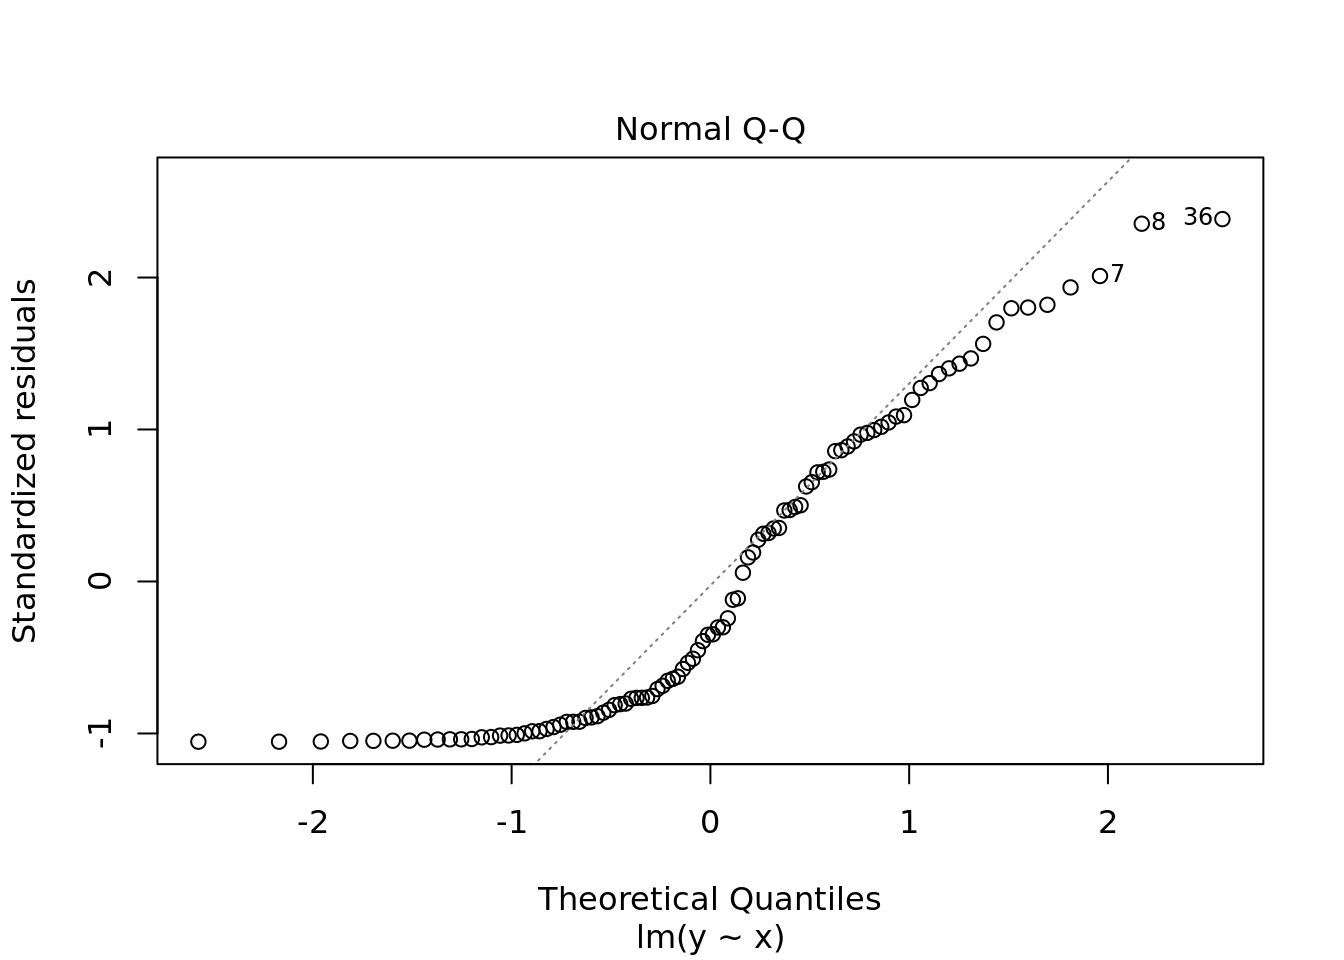 Normal Q-Q
Standardized residuals
2
1
0
-1
8
36
7
-2 -1 0 1 2
Theoretical Quantiles
lm(y ~ x)